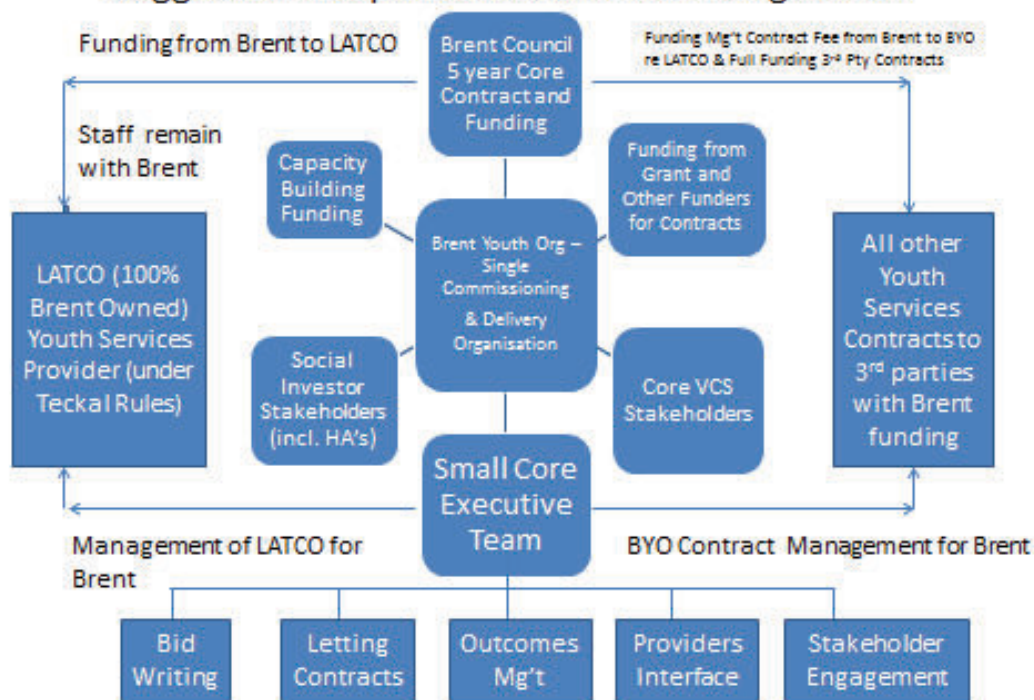 Funding from Brent to LATCO
Brent Council
5 year Core
Contract and
Funding
Funding Mg't Contract Fee from Brent to BYO
re LATCO & Full Funding 3rd Pty Contracts
Staff remain
with Brent
Capacity
Building
Funding
Funding from
Grant and
Other Funders
for Contracts
LATCO (100%
Brent Owned)
Youth Services
Provider (under
Teckal Rules)
Brent Youth Org –
Single
Commissioning
& Delivery
Organisation
All other
Youth
Services
Contracts to
3rd parties
with Brent
funding
Social
Investor
Stakeholders
(incl. HA's)
Core VCS
Stakeholders
Small Core
Executive
Team
Management of LATCO for
Brent
BYO Contract Management for Brent
Bid
Writing
Letting
Contracts
Outcomes
Mg't
Providers
Interface
Stakeholder
Engagement